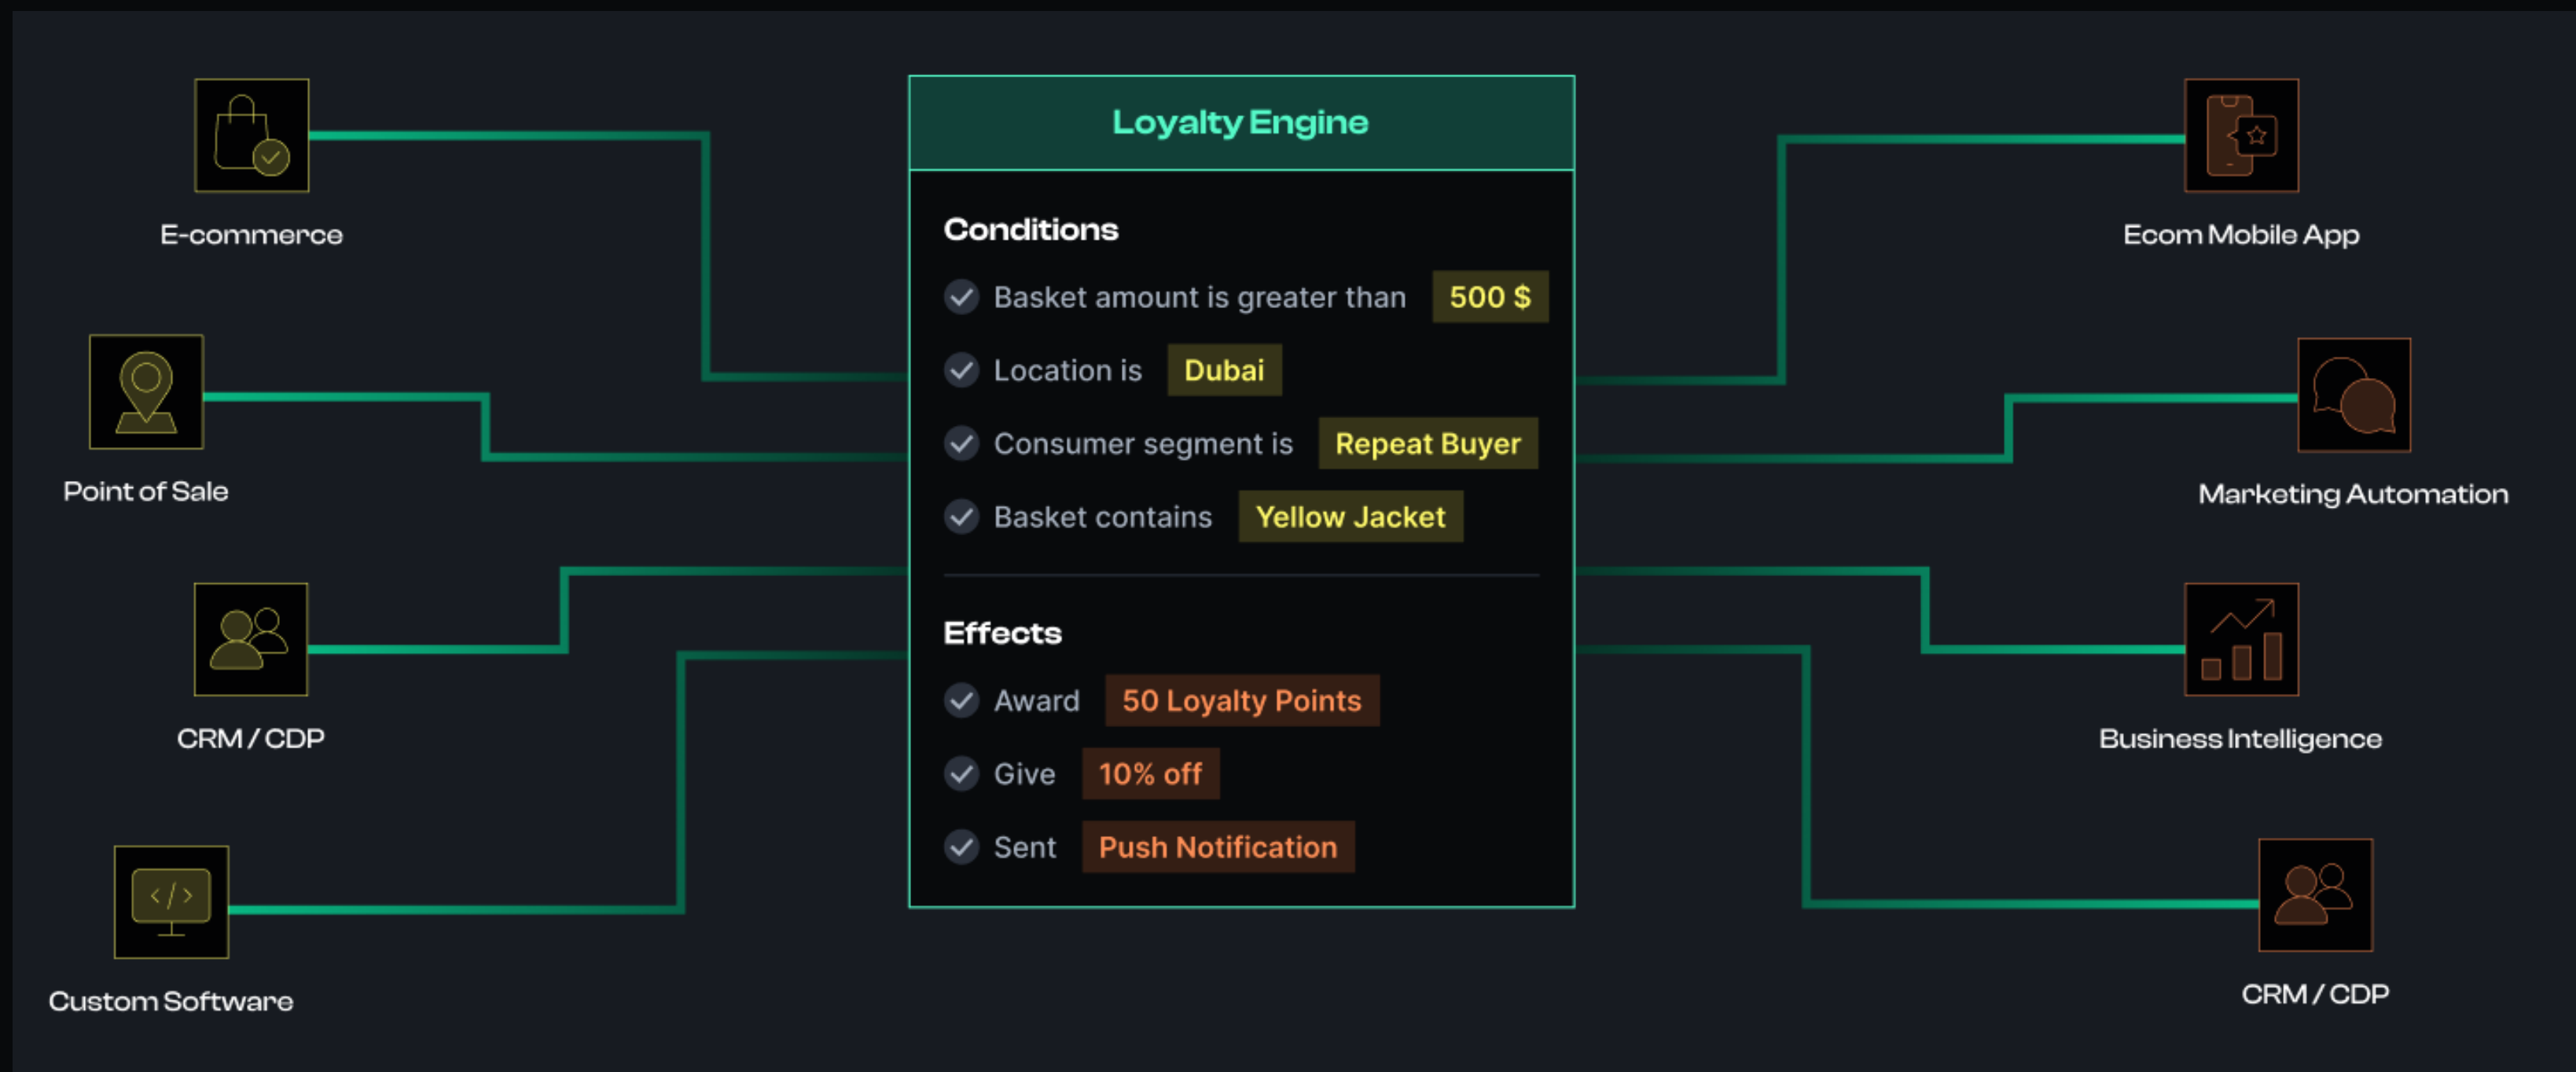 Loyalty Engine
E-commerce
Point of Sale
CRM / CDP
Custom Software
Conditions
Basket amount is greater than 500 $
Location is Dubai
Consumer segment is Repeat Buyer
Basket contains Yellow Jacket
Effects
Award 50 Loyalty Points
Give 10% off
Sent Push Notification
Ecom Mobile App
Marketing Automation
Business Intelligence
CRM / CDP